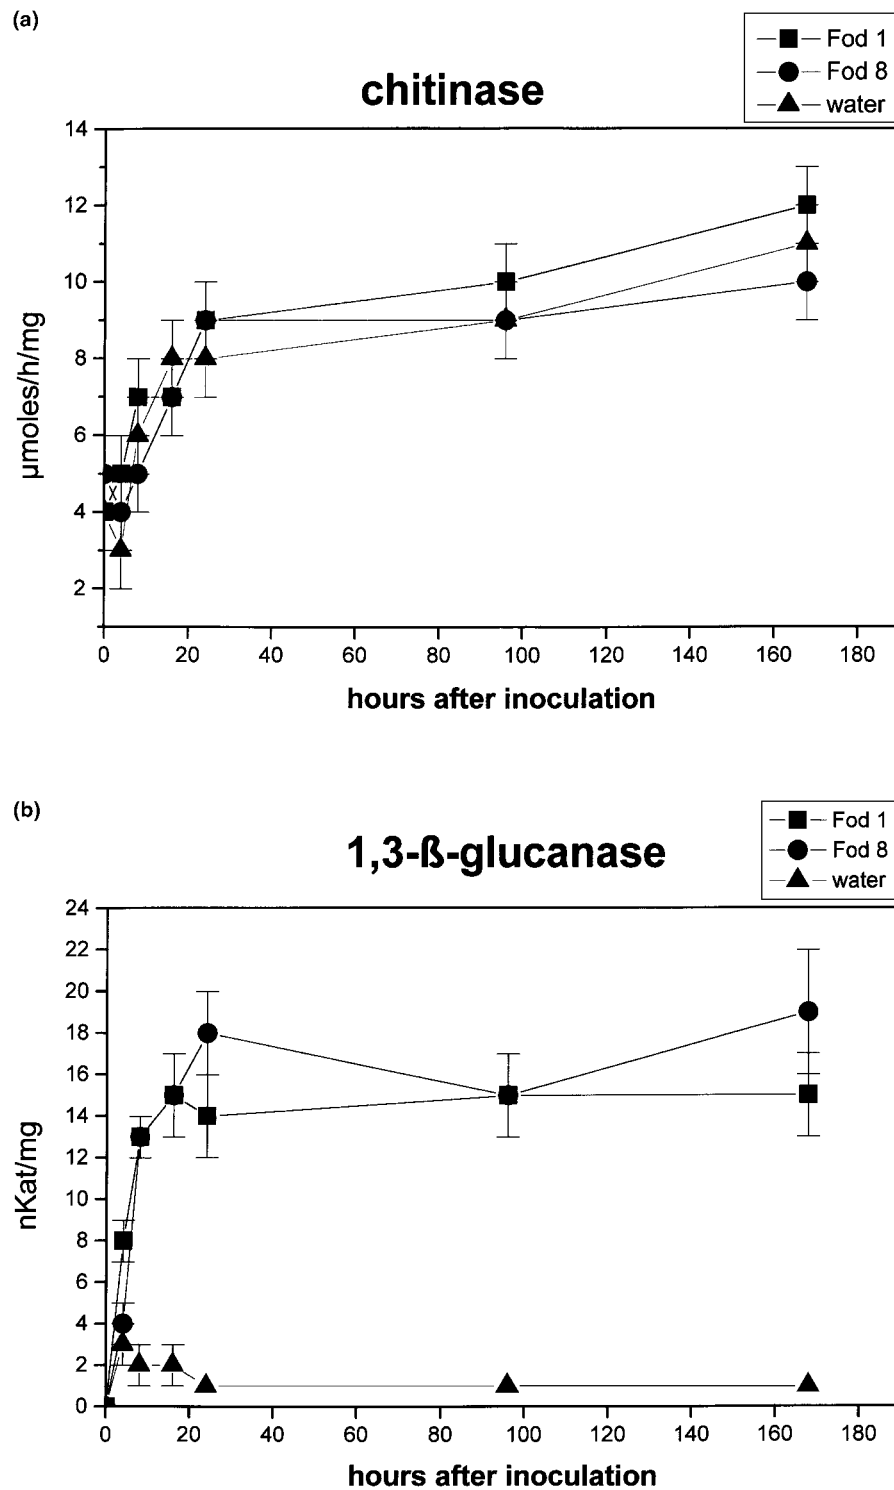 (a)
Fod 1
Fod 8
water
chitinase
14
12
10
8
6
4
2
µmoles/h/mg
0 20 40 60 80 100 120 140 160 180
hours after inoculation
(b)
Fod 1
Fod 8
water
1,3-ß-glucanase
24
22
20
18
16
14
12
10
8
6
4
2
0
nKat/mg
0 20 40 60 80 100 120 140 160 180
hours after inoculation